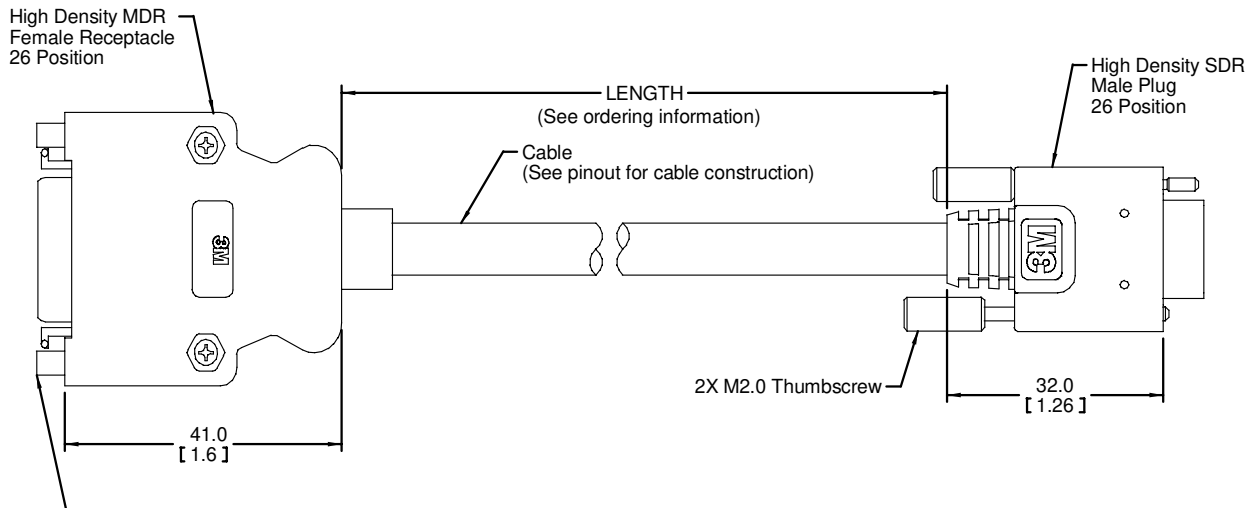 High Density MDR
Female Receptacle
26 Position
LENGTH
(See ordering information)
High Density SDR
Male Plug
26 Position
Cable
(See pinout for cable construction)
3M
3M
2X M2.0 Thumbscrew
32.0
[ 1.26 ]
41.0
[ 1.6 ]